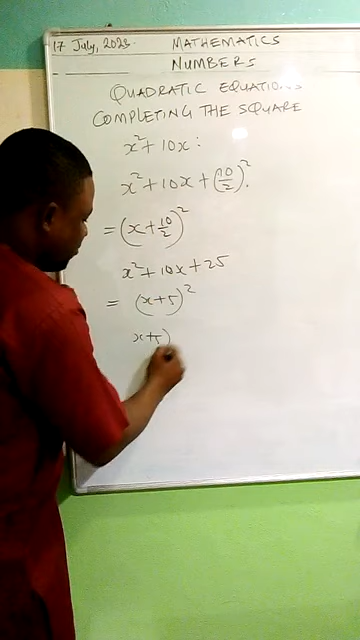 17 July, 2025. MATHEMATICS
NUMBERS
QUADRATIC EQUATIONS
COMPLETING THE SQUARE
x² + 10x :
x² + 10x + (10/2)².
= (x + 10/2)²
x² + 10x + 25
= (x + 5)²
x + 5)